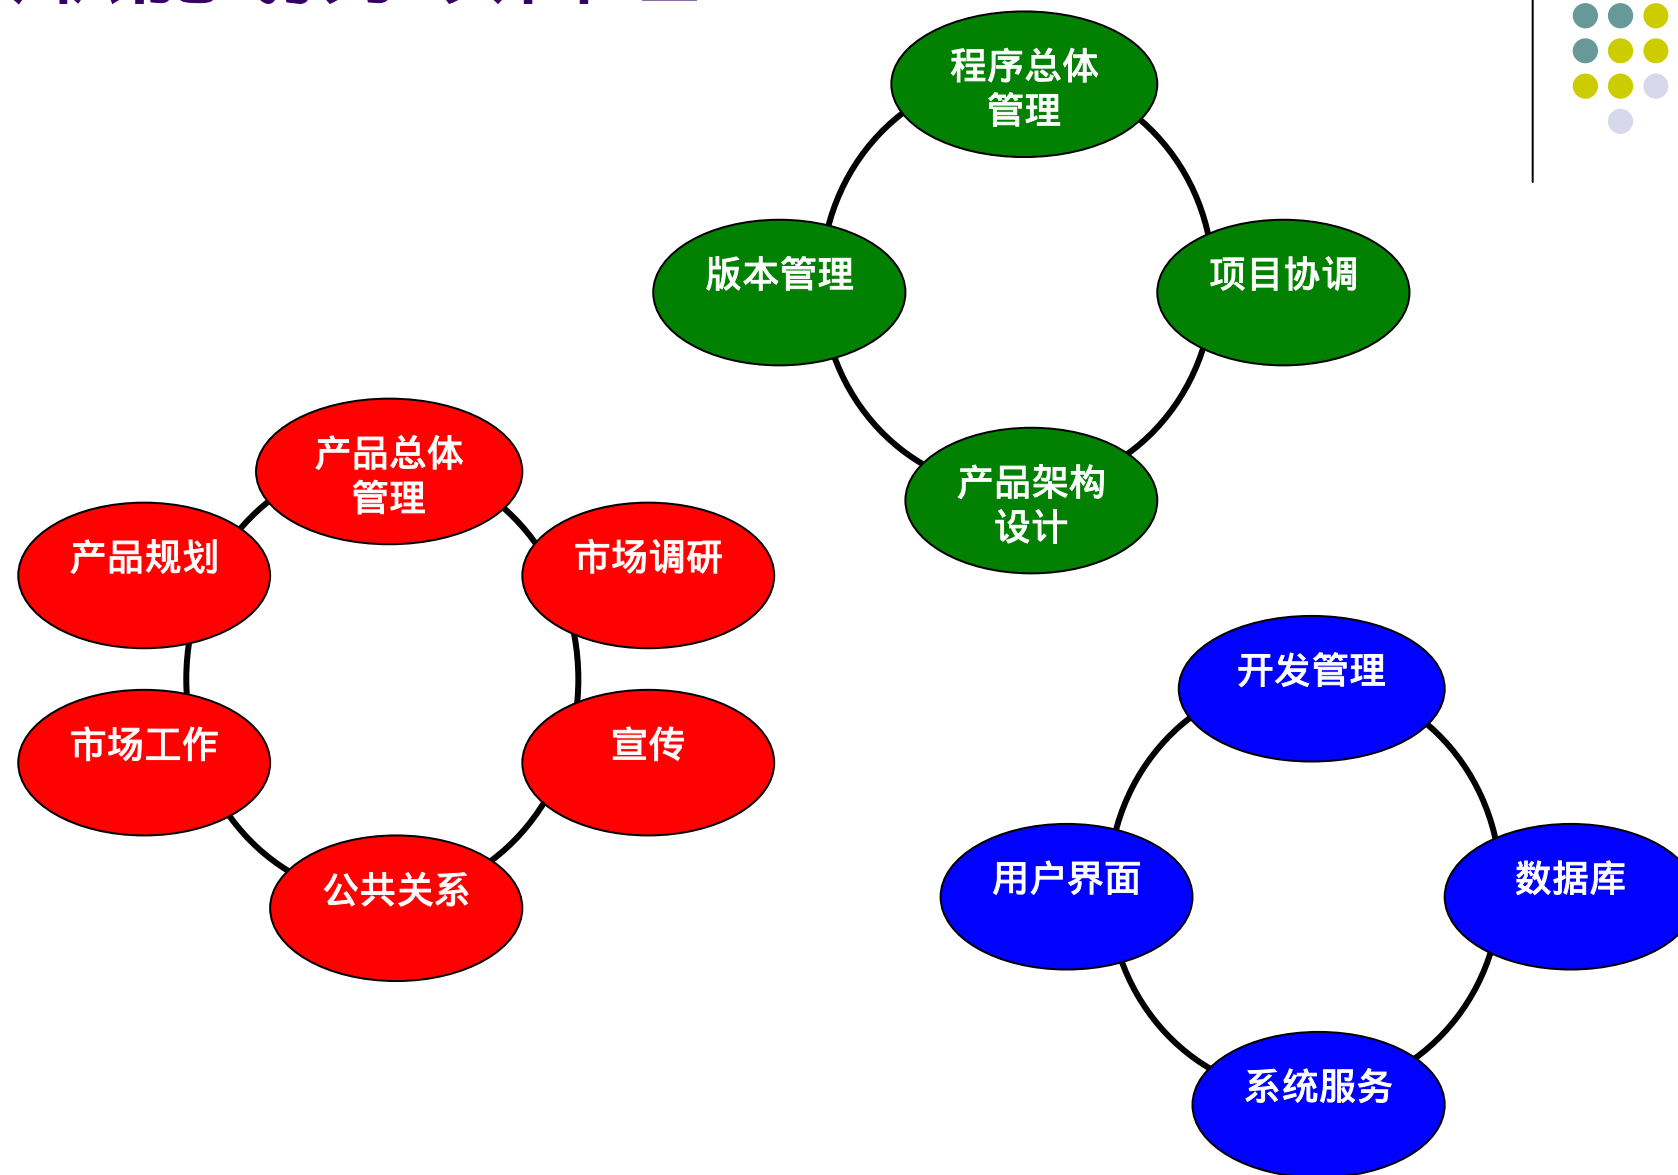 程序总体
管理
版本管理
项目协调
产品架构
设计
产品总体
管理
产品规划
市场调研
市场工作
宣传
公共关系
开发管理
用户界面
数据库
系统服务